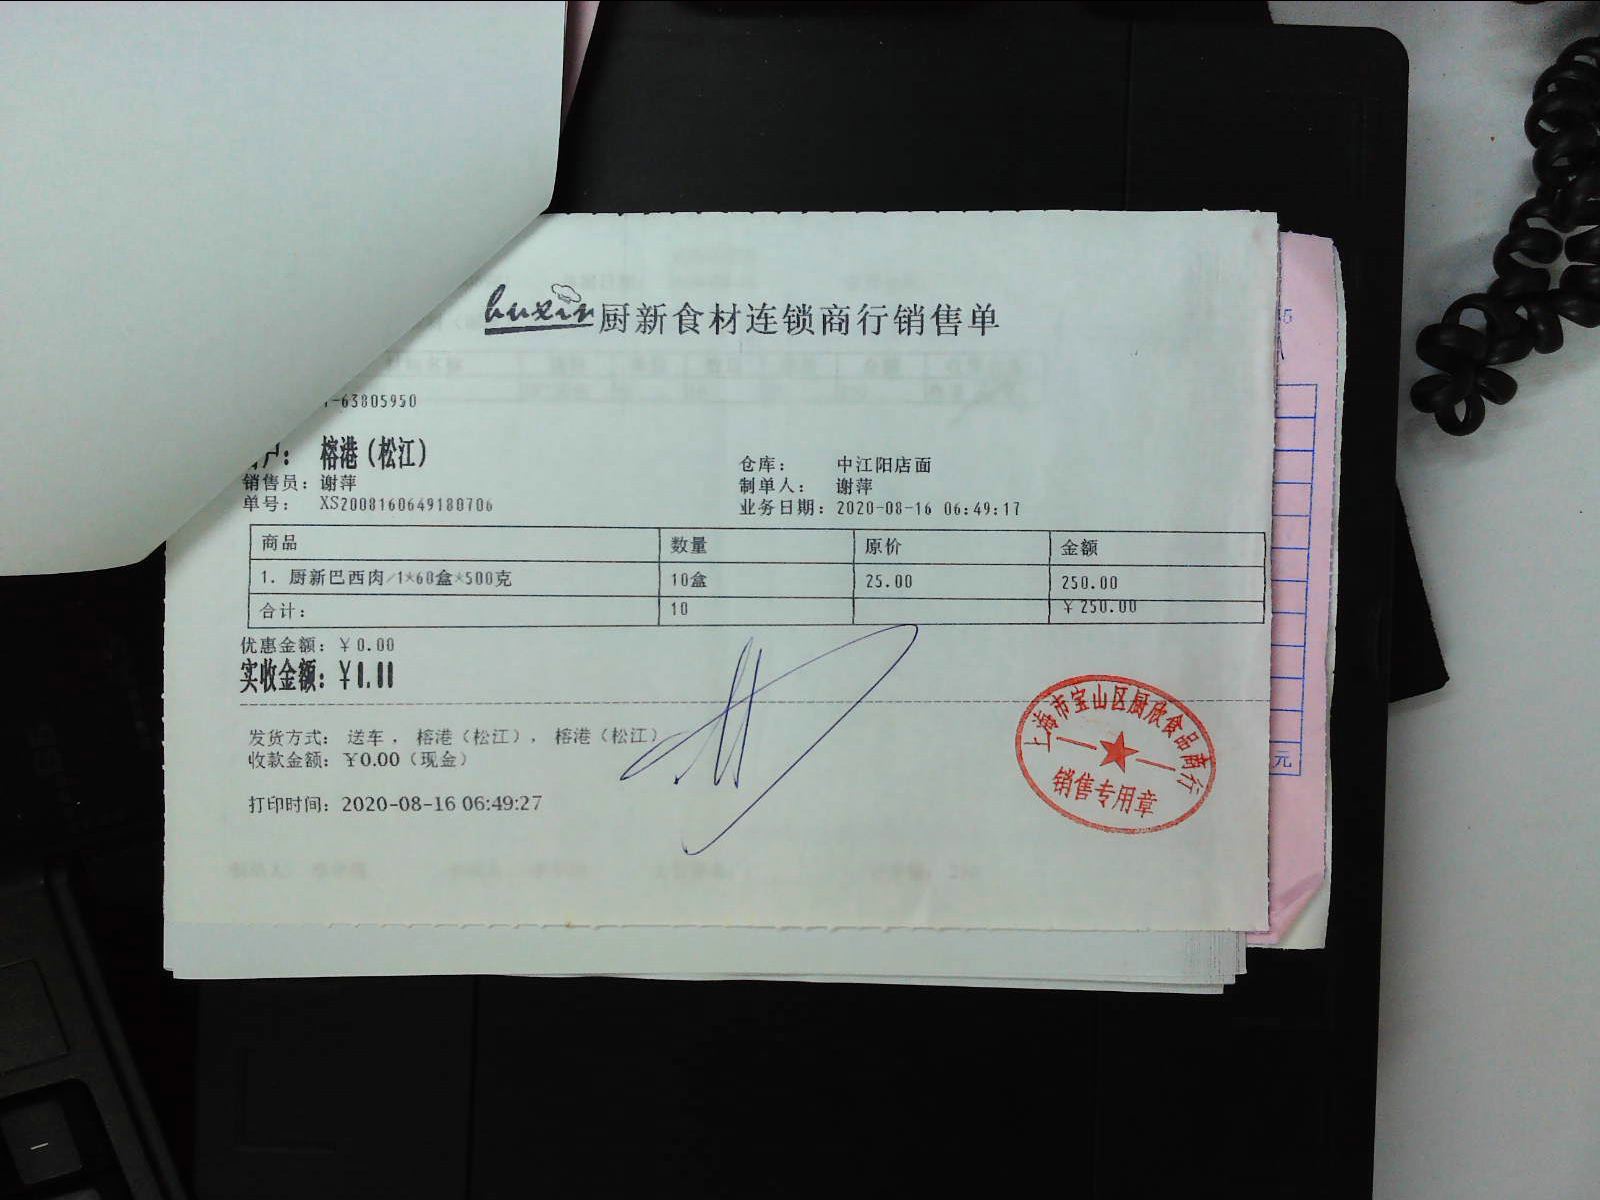 huxin厨新食材连锁商行销售单
-63805950
户： 榕港（松江）
仓库： 中江阳店面
销售员： 谢萍
制单人： 谢萍
单号： XS2008160649180706
业务日期： 2020-08-16 06:49:17
商品 数量 原价 金额
1. 厨新巴西肉/1*60盒*500克 10盒 25.00 250.00
合计： 10 ￥250.00
优惠金额： ￥0.00
实收金额： ￥0.00
发货方式： 送车 ， 榕港（松江）， 榕港（松江）
收款金额： ￥0.00（现金）
打印时间： 2020-08-16 06:49:27
上海市宝山区厨欣食品商行
销售专用章
元